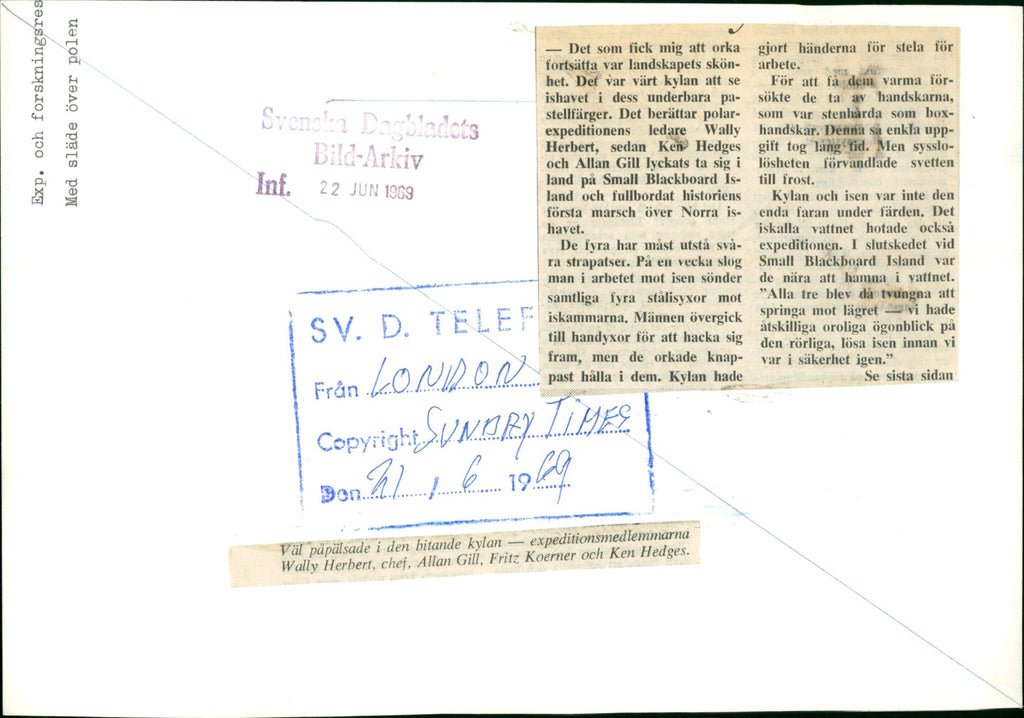 Exp. och forskningsres
Med släde över polen
Svenska Dagbladets
Bild-Arkiv
Inf. 22 JUN 1969
SV. D. TELEF
Från LONDON
Copyright SUNDAY TIMES
Den 21 / 6 1969
— Det som fick mig att orka
fortsätta var landskapets skön-
het. Det var värt kylan att se
ishavet i dess underbara pa-
stellfärger. Det berättar polar-
expeditionens ledare Wally
Herbert, sedan Ken Hedges
och Allan Gill lyckats ta sig i
land på Small Blackboard Is-
land och fullbordat historiens
första marsch över Norra is-
havet.
De fyra har måst utstå svå-
ra strapatser. På en vecka slog
man i arbetet mot isen sönder
samtliga fyra stålisyxor mot
iskammarna. Männen övergick
till handyxor för att hacka sig
fram, men de orkade knap-
past hålla i dem. Kylan hade
gjort händerna för stela för
arbete.
För att få dem varma för-
sökte de ta av handskarna,
som var stenhårda som box-
handskar. Denna så enkla upp-
gift tog lång tid. Men sysslo-
lösheten förvandlade svetten
till frost.
Kylan och isen var inte den
enda faran under färden. Det
iskalla vattnet hotade också
expeditionen. I slutskedet vid
Small Blackboard Island var
de nära att hamna i vattnet.
"Alla tre blev då tvungna att
springa mot lägret — vi hade
åtskilliga oroliga ögonblick på
den rörliga, lösa isen innan vi
var i säkerhet igen."
Se sista sidan
Väl påpälsade i den bitande kylan — expeditionsmedlemmarna
Wally Herbert, chef, Allan Gill, Fritz Koerner och Ken Hedges.